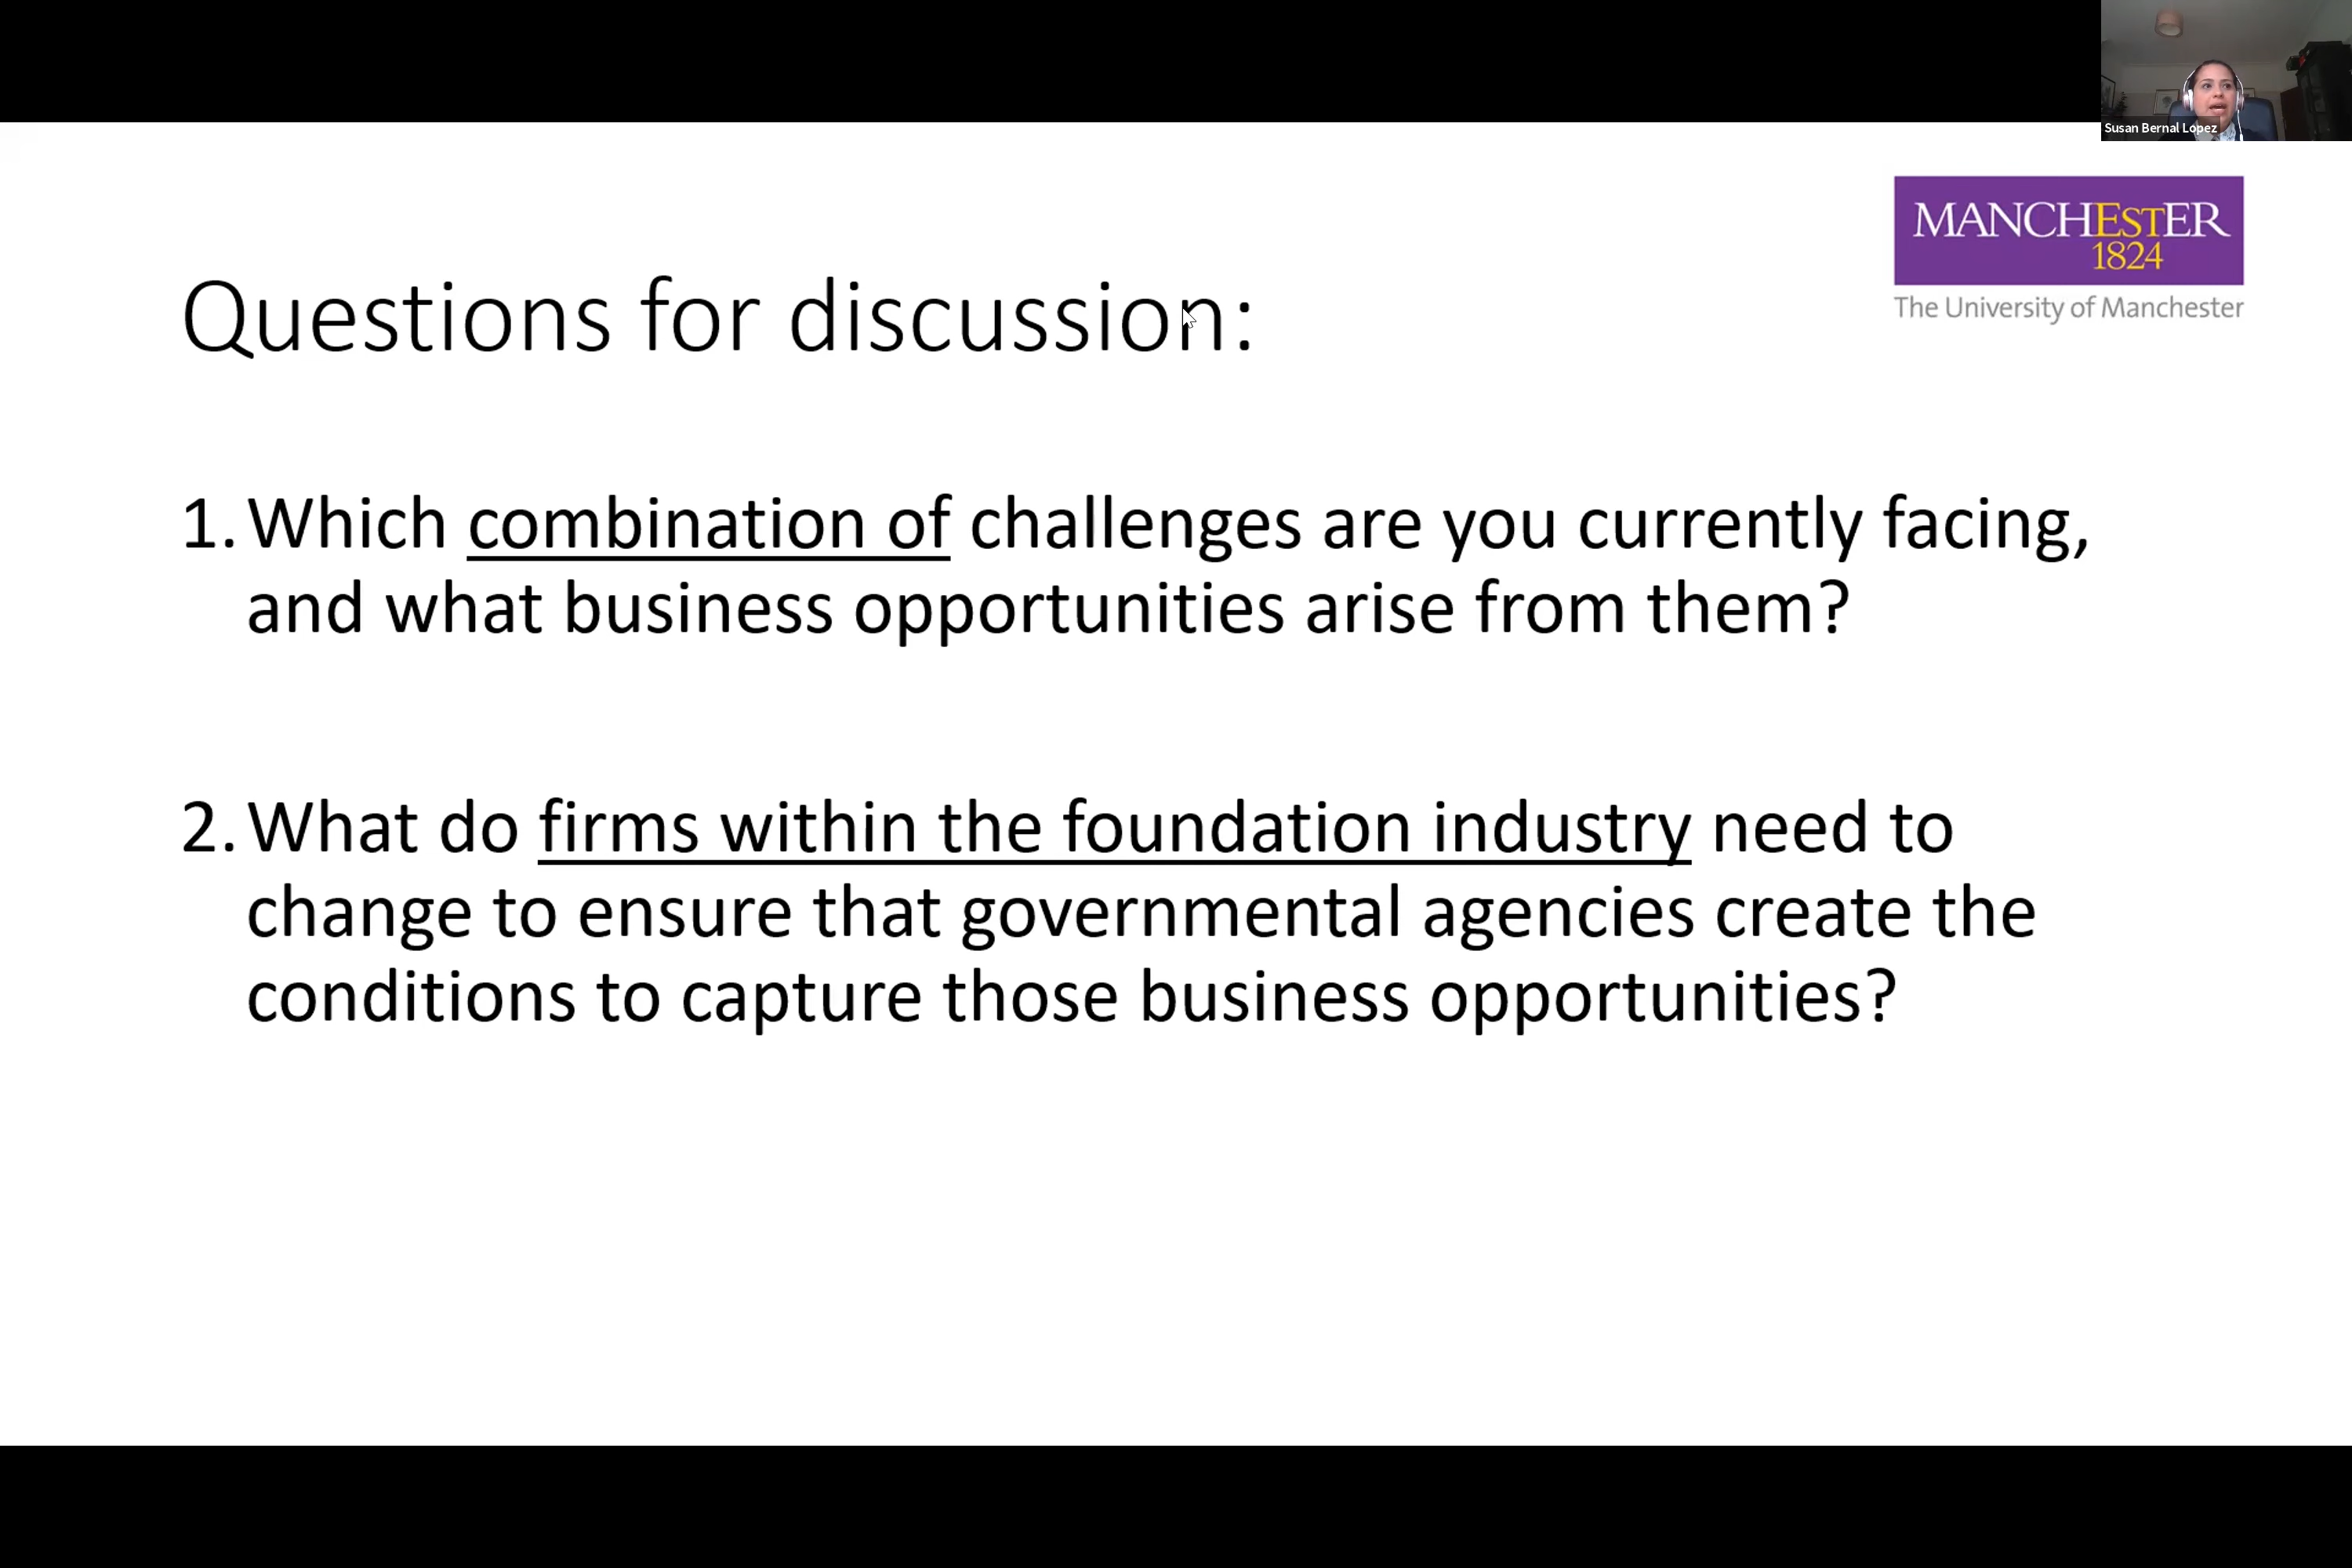 Susan Bernal Lopez
MANCHESTER
1824
The University of Manchester
Questions for discussion:
1. Which combination of challenges are you currently facing,
and what business opportunities arise from them?
2. What do firms within the foundation industry need to
change to ensure that governmental agencies create the
conditions to capture those business opportunities?